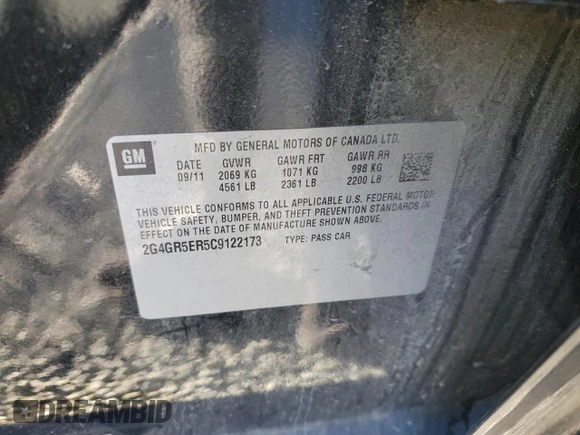 GM
MFD BY GENERAL MOTORS OF CANADA LTD.
DATE GVWR GAWR FRT GAWR RR
09/11 2069 KG 1071 KG 998 KG
4561 LB 2361 LB 2200 LB
THIS VEHICLE CONFORMS TO ALL APPLICABLE U.S. FEDERAL MOTOR
VEHICLE SAFETY, BUMPER, AND THEFT PREVENTION STANDARDS IN
EFFECT ON THE DATE OF MANUFACTURE SHOWN ABOVE.
2G4GR5ER5C9122173 TYPE: PASS CAR
DREAMBID